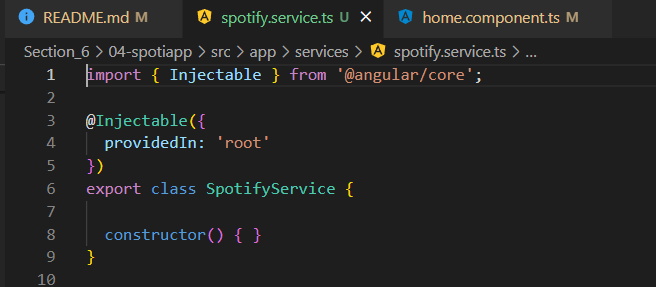 README.md M spotify.service.ts U home.component.ts M
Section_6 > 04-spotiapp > src > app > services > spotify.service.ts > ...
1 import { Injectable } from '@angular/core';
2
3 @Injectable({
4   providedIn: 'root'
5 })
6 export class SpotifyService {
7
8   constructor() { }
9 }
10